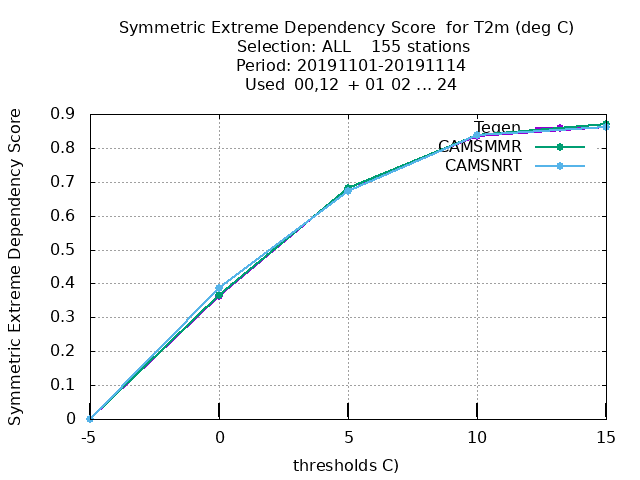 Symmetric Extreme Dependency Score for T2m (deg C)
Selection: ALL 155 stations
Period: 20191101-20191114
Used 00,12 + 01 02 ... 24
Symmetric Extreme Dependency Score
0.9
0.8
0.7
0.6
0.5
0.4
0.3
0.2
0.1
0
Tegen
CAMSMMR
CAMSNRT
-5 0 5 10 15
thresholds C)